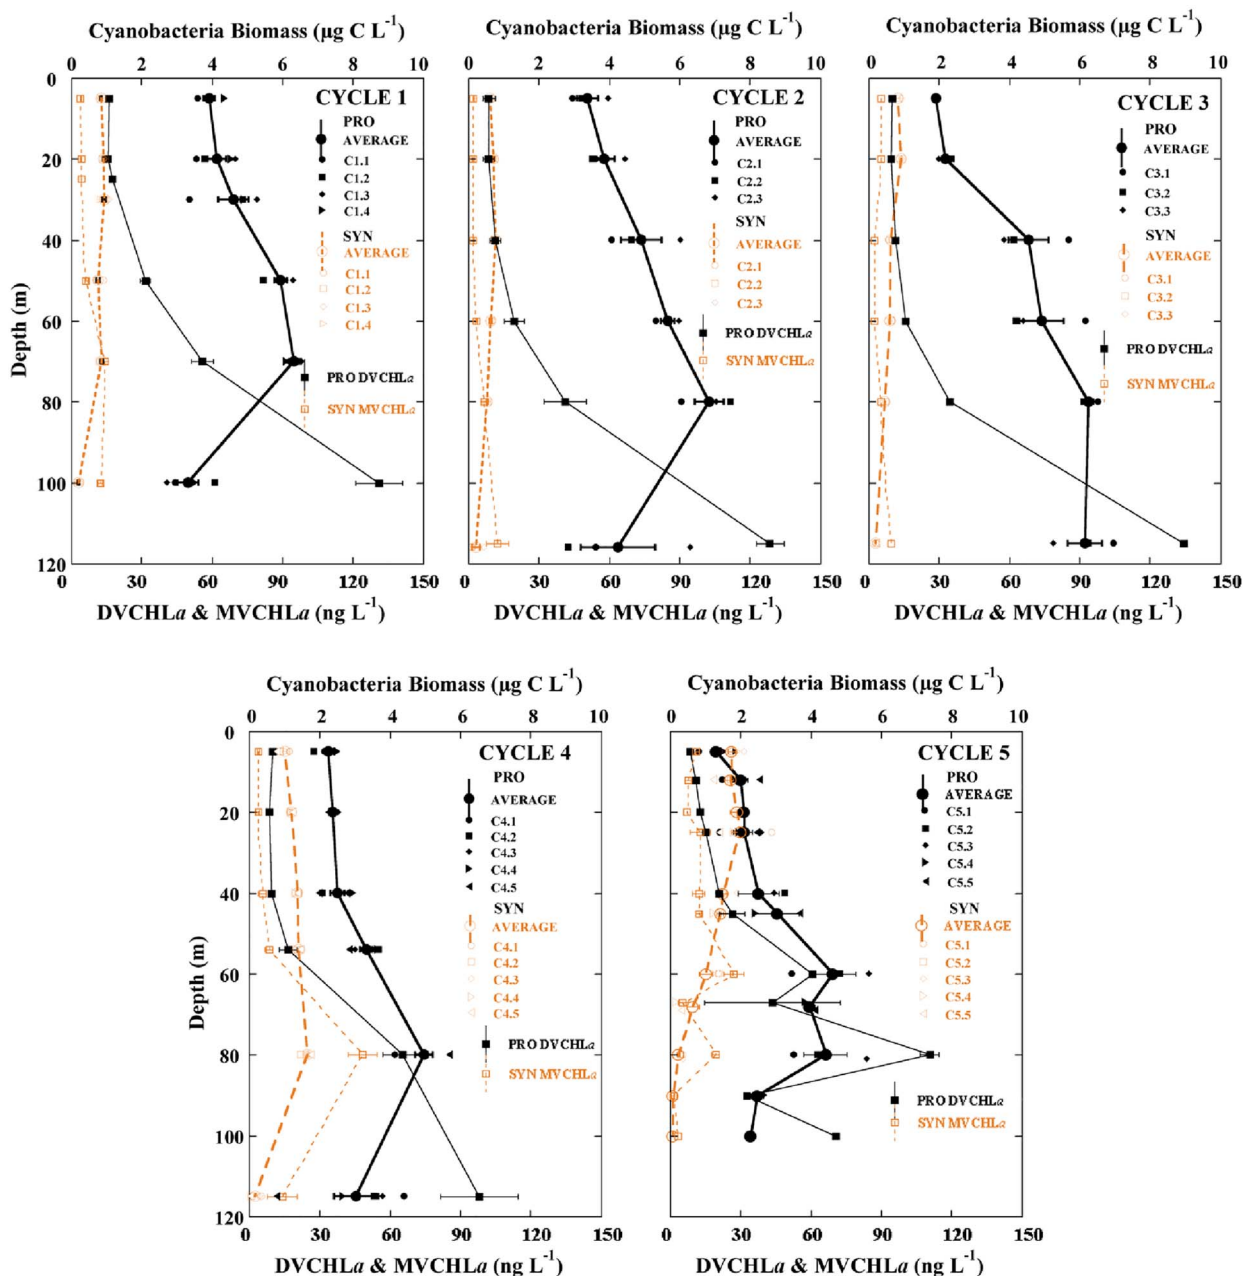 Cyanobacteria Biomass (µg C L-1)
0 2 4 6 8 10
CYCLE 1
PRO
AVERAGE
C1.1
C1.2
C1.3
C1.4
SYN
AVERAGE
C1.1
C1.2
C1.3
C1.4
PRO DVCHLa
SYN MVCHLa
Depth (m)
0
20
40
60
80
100
120
0 30 60 90 120 150
DVCHLa & MVCHLa (ng L-1)
Cyanobacteria Biomass (µg C L-1)
0 2 4 6 8 10
CYCLE 2
PRO
AVERAGE
C2.1
C2.2
C2.3
SYN
AVERAGE
C2.1
C2.2
C2.3
PRO DVCHLa
SYN MVCHLa
0 30 60 90 120 150
DVCHLa & MVCHLa (ng L-1)
Cyanobacteria Biomass (µg C L-1)
0 2 4 6 8 10
CYCLE 3
PRO
AVERAGE
C3.1
C3.2
C3.3
SYN
AVERAGE
C3.1
C3.2
C3.3
PRO DVCHLa
SYN MVCHLa
0 30 60 90 120 150
DVCHLa & MVCHLa (ng L-1)
Cyanobacteria Biomass (µg C L-1)
0 2 4 6 8 10
CYCLE 4
PRO
AVERAGE
C4.1
C4.2
C4.3
C4.4
C4.5
SYN
AVERAGE
C4.1
C4.2
C4.3
C4.4
C4.5
PRO DVCHLa
SYN MVCHLa
Depth (m)
0
20
40
60
80
100
120
0 30 60 90 120 150
DVCHLa & MVCHLa (ng L-1)
Cyanobacteria Biomass (µg C L-1)
0 2 4 6 8 10
CYCLE 5
PRO
AVERAGE
C5.1
C5.2
C5.3
C5.4
C5.5
SYN
AVERAGE
C5.1
C5.2
C5.3
C5.4
C5.5
PRO DVCHLa
SYN MVCHLa
0 30 60 90 120 150
DVCHLa & MVCHLa (ng L-1)